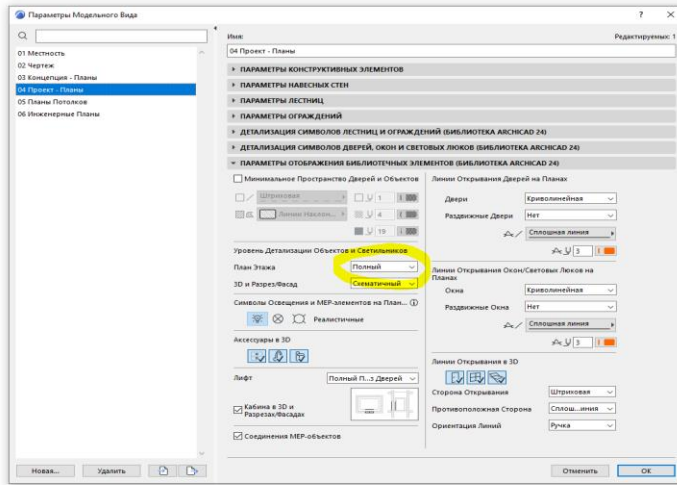 Параметры Модельного Вида
? ×
Имя:
Редактируемых: 1
04 Проект - Планы
01 Местность
02 Чертеж
03 Концепция - Планы
04 Проект - Планы
05 Планы Потолков
06 Инженерные Планы
ПАРАМЕТРЫ КОНСТРУКТИВНЫХ ЭЛЕМЕНТОВ
ПАРАМЕТРЫ НАВЕСНЫХ СТЕН
ПАРАМЕТРЫ ЛЕСТНИЦ
ПАРАМЕТРЫ ОГРАЖДЕНИЙ
ДЕТАЛИЗАЦИЯ СИМВОЛОВ ЛЕСТНИЦ И ОГРАЖДЕНИЙ (БИБЛИОТЕКА ARCHICAD 24)
ДЕТАЛИЗАЦИЯ СИМВОЛОВ ДВЕРЕЙ, ОКОН И СВЕТОВЫХ ЛЮКОВ (БИБЛИОТЕКА ARCHICAD 24)
ПАРАМЕТРЫ ОТОБРАЖЕНИЯ БИБЛИОТЕЧНЫХ ЭЛЕМЕНТОВ (БИБЛИОТЕКА ARCHICAD 24)
Минимальное Пространство Дверей и Объектов
Штриховая
1
Линии Наклон...
4
19
Уровень Детализации Объектов и Светильников
План Этажа
Полный
3D и Разрез/Фасад
Схематичный
Символы Освещения и MEP-элементов на План...
Реалистичные
Аксессуары в 3D
Лифт
Полный П...з Дверей
Кабина в 3D и
Разрезах/Фасадах
Соединения MEP-объектов
Линии Открывания Дверей на Планах
Двери
Криволинейная
Раздвижные Двери
Нет
Сплошная линия
3
Линии Открывания Окон/Световых Люков на
Планах
Окна
Криволинейная
Раздвижные Окна
Нет
Сплошная линия
3
Линии Открывания в 3D
Сторона Открывания
Штриховая
Противоположная Сторона
Сплош...иния
Ориентация Линий
Ручка
Новая...
Удалить
Отменить
OK